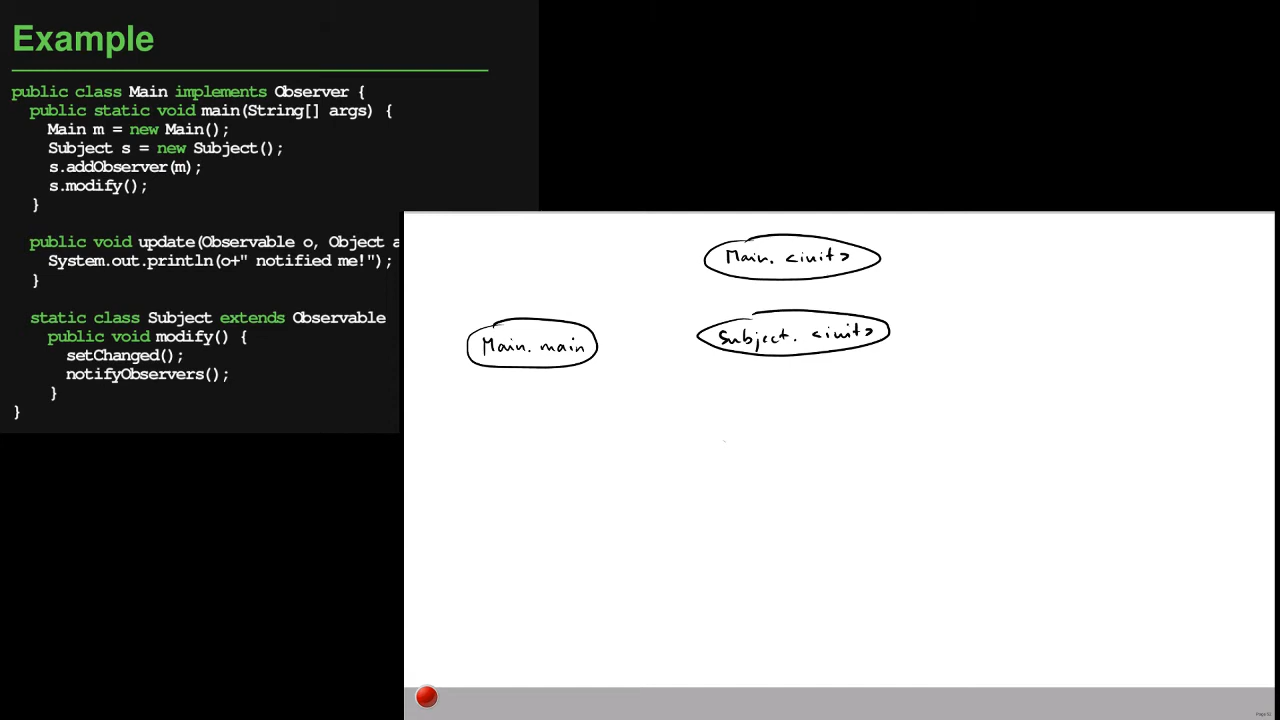 Example
public class Main implements Observer {
public static void main(String[] args) {
Main m = new Main();
Subject s = new Subject();
s.addObserver(m);
s.modify();
}
public void update(Observable o, Object a
System.out.println(o+" notified me!");
}
static class Subject extends Observable
public void modify() {
setChanged();
notifyObservers();
}
}
Main. <init>
Subject. <init>
Main. main